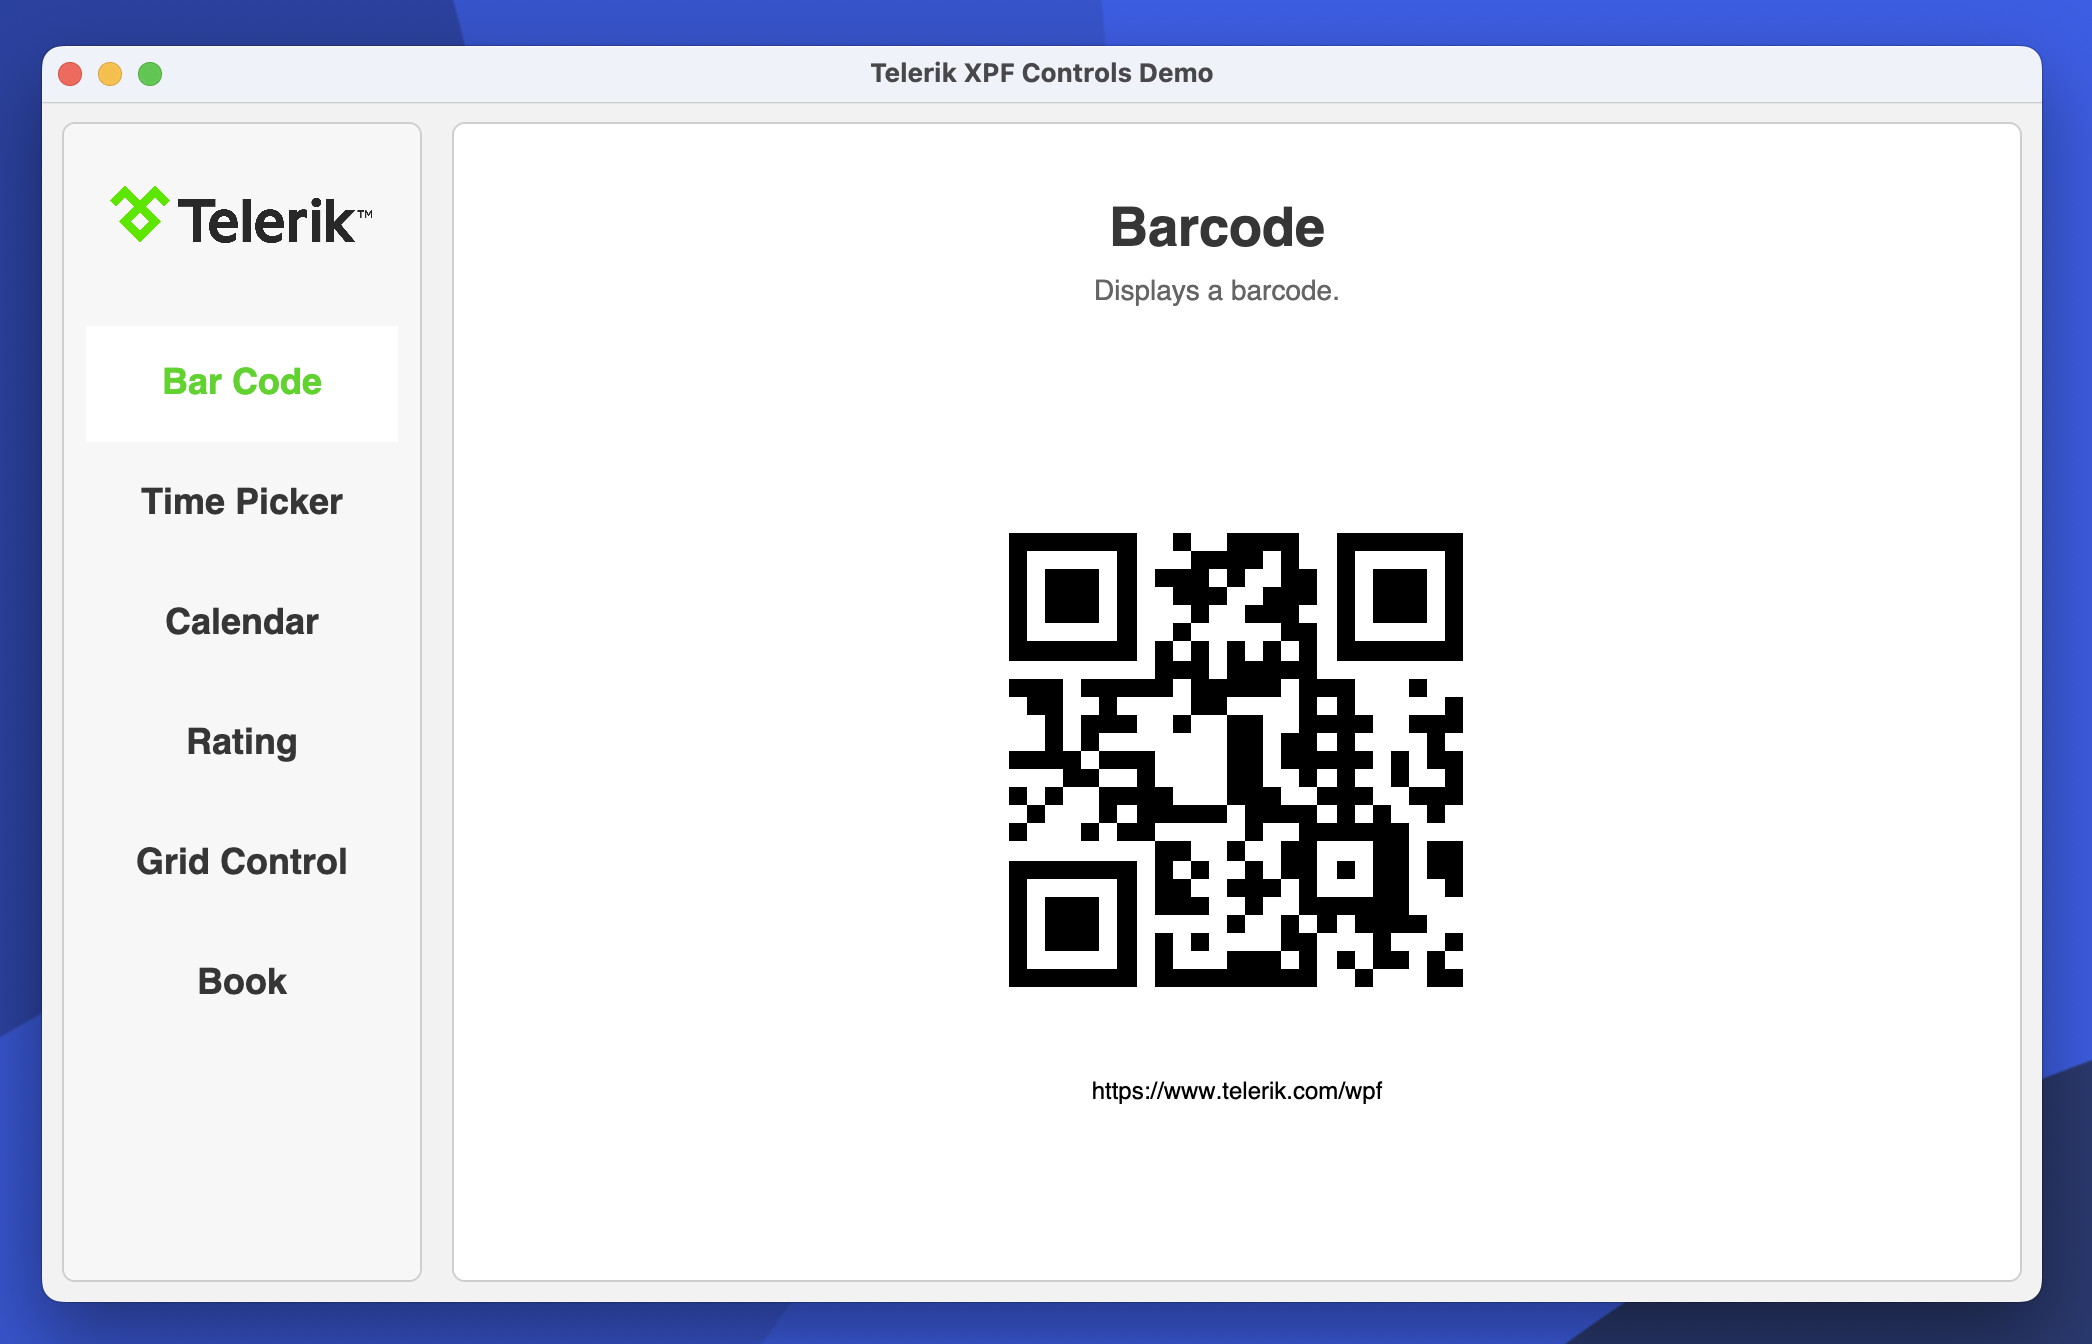 Telerik XPF Controls Demo
Telerik™
Bar Code
Time Picker
Calendar
Rating
Grid Control
Book
Barcode
Displays a barcode.
https://www.telerik.com/wpf